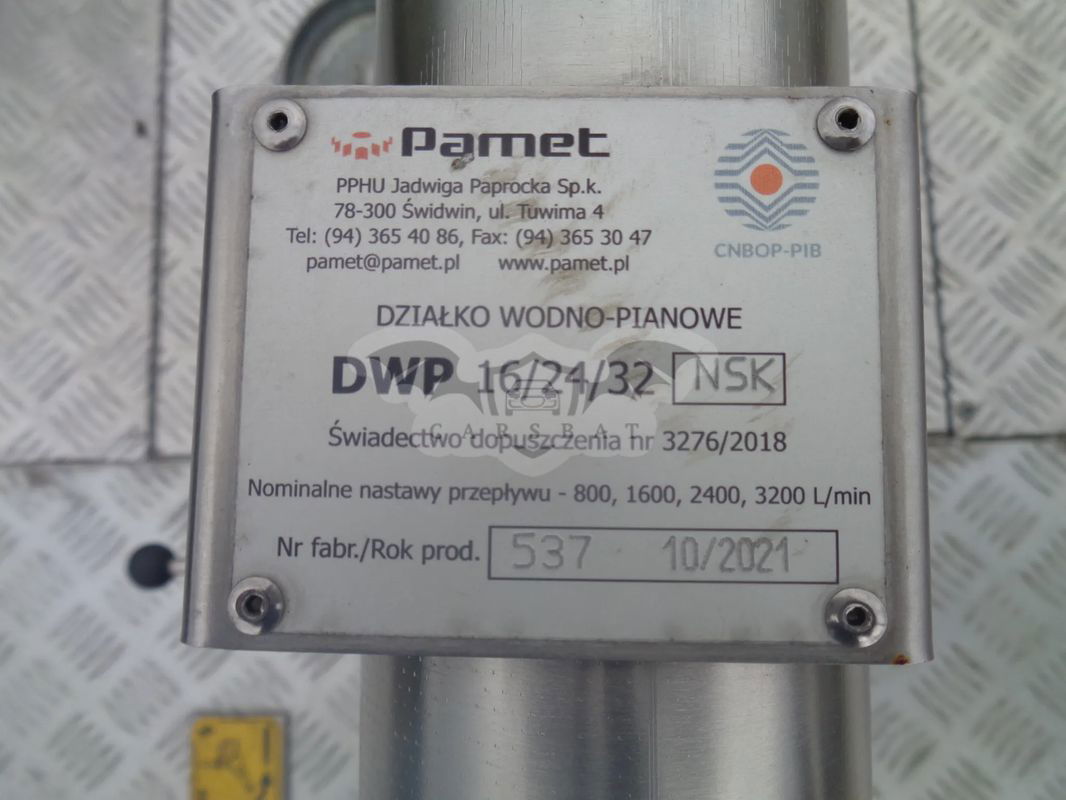 Pamet
PPHU Jadwiga Paprocka Sp.k.
78-300 Świdwin, ul. Tuwima 4
Tel: (94) 365 40 86, Fax: (94) 365 30 47
pamet@pamet.pl www.pamet.pl
CNBOP-PIB
DZIAŁKO WODNO-PIANOWE
DWP 16/24/32 NSK
CARSBAT
Świadectwo dopuszczenia nr 3276/2018
Nominalne nastawy przepływu - 800, 1600, 2400, 3200 L/min
Nr fabr./Rok prod. 537 10/2021